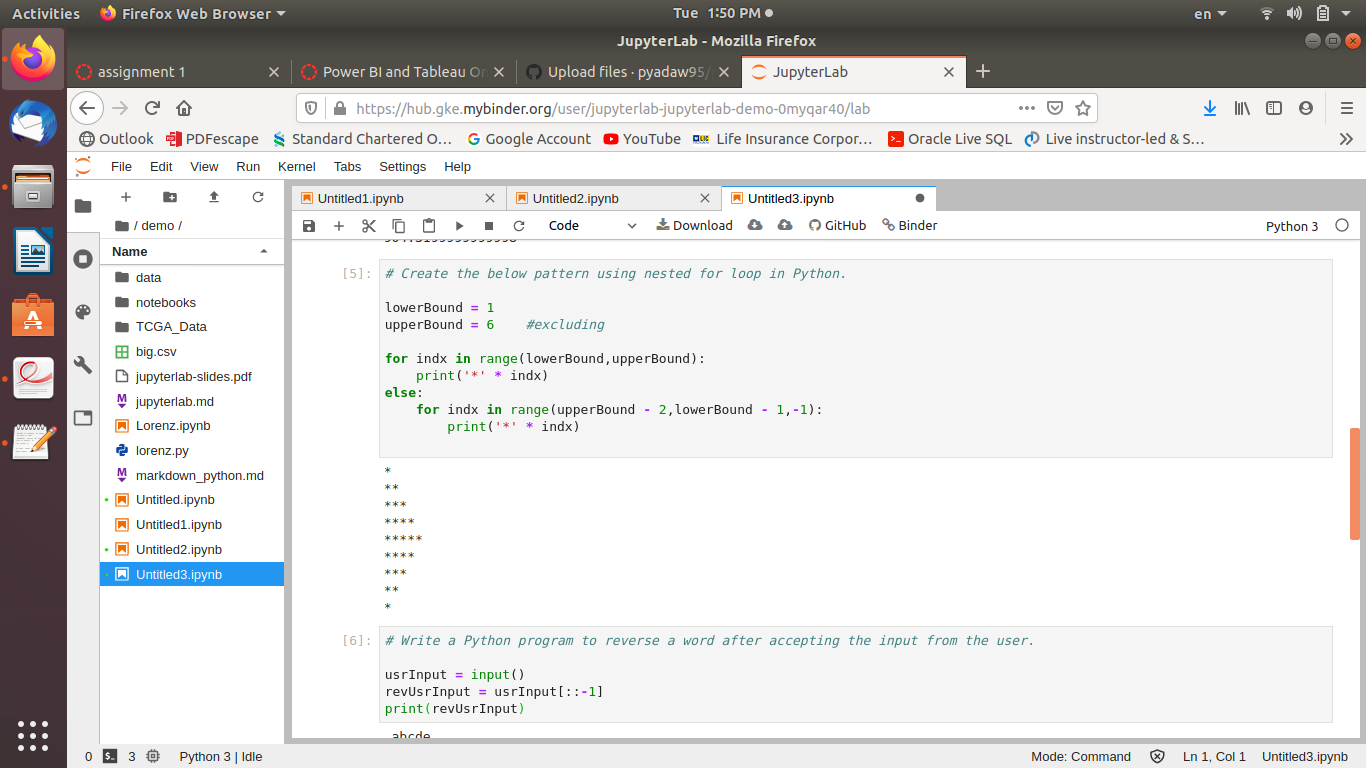 Activities Firefox Web Browser Tue 1:50 PM en
JupyterLab - Mozilla Firefox
assignment 1 Power BI and Tableau On Upload files · pyadaw95/ JupyterLab
https://hub.gke.mybinder.org/user/jupyterlab-jupyterlab-demo-0myqar40/lab
Outlook PDFescape Standard Chartered O… Google Account YouTube LIC Life Insurance Corpor… Oracle Live SQL Live instructor-led & S…
File Edit View Run Kernel Tabs Settings Help
Untitled1.ipynb Untitled2.ipynb Untitled3.ipynb
Code Download GitHub Binder Python 3
/ demo /
Name
data
notebooks
TCGA_Data
big.csv
jupyterlab-slides.pdf
jupyterlab.md
Lorenz.ipynb
lorenz.py
markdown_python.md
Untitled.ipynb
Untitled1.ipynb
Untitled2.ipynb
Untitled3.ipynb
[5]: # Create the below pattern using nested for loop in Python.
lowerBound = 1
upperBound = 6    #excluding
for indx in range(lowerBound,upperBound):
    print('*' * indx)
else:
    for indx in range(upperBound - 2,lowerBound - 1,-1):
        print('*' * indx)
*
**
***
****
*****
****
***
**
*
[6]: # Write a Python program to reverse a word after accepting the input from the user.
usrInput = input()
revUsrInput = usrInput[::-1]
print(revUsrInput)
abcde
0 3 Python 3 | Idle Mode: Command Ln 1, Col 1 Untitled3.ipynb